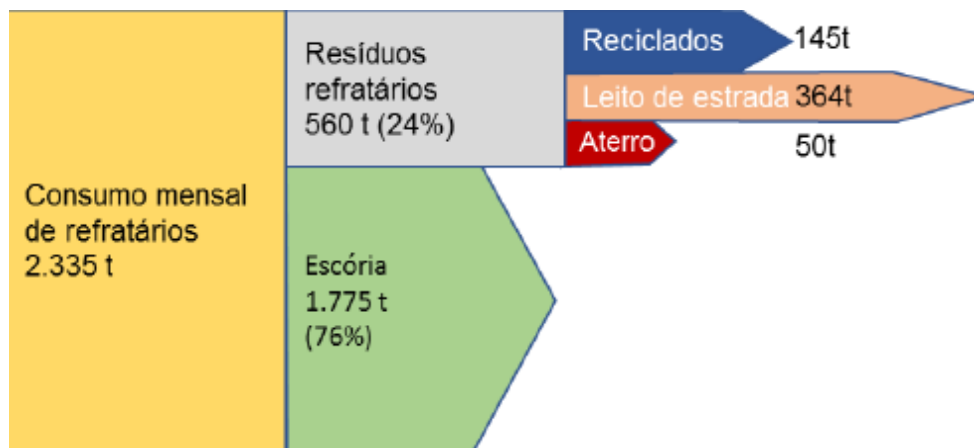 Consumo mensal
de refratários
2.335 t
Resíduos
refratários
560 t (24%)
Escória
1.775 t
(76%)
Reciclados 145t
Leito de estrada 364t
Aterro 50t